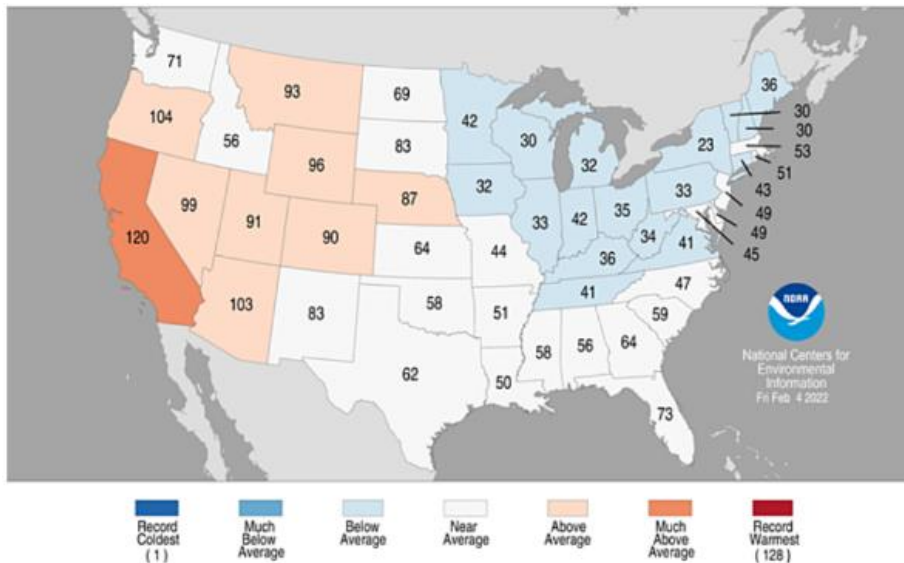 71
93
69
42
36
104
56
83
30
32
30
23
30
53
96
32
51
99
91
90
87
33
42
35
33
43
120
64
44
34
41
49
36
49
45
103
83
58
51
41
47
59
62
50
58
56
64
73
NOAA
National Centers for
Environmental
Information
Fri Feb 4 2022
Record
Coldest
(1)
Much
Below
Average
Below
Average
Near
Average
Above
Average
Much
Above
Average
Record
Warmest
(128)